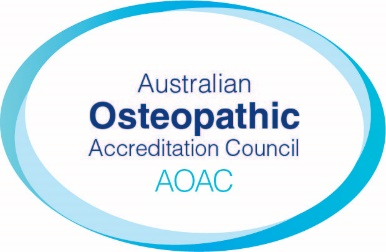 Australian
Osteopathic
Accreditation Council
AOAC